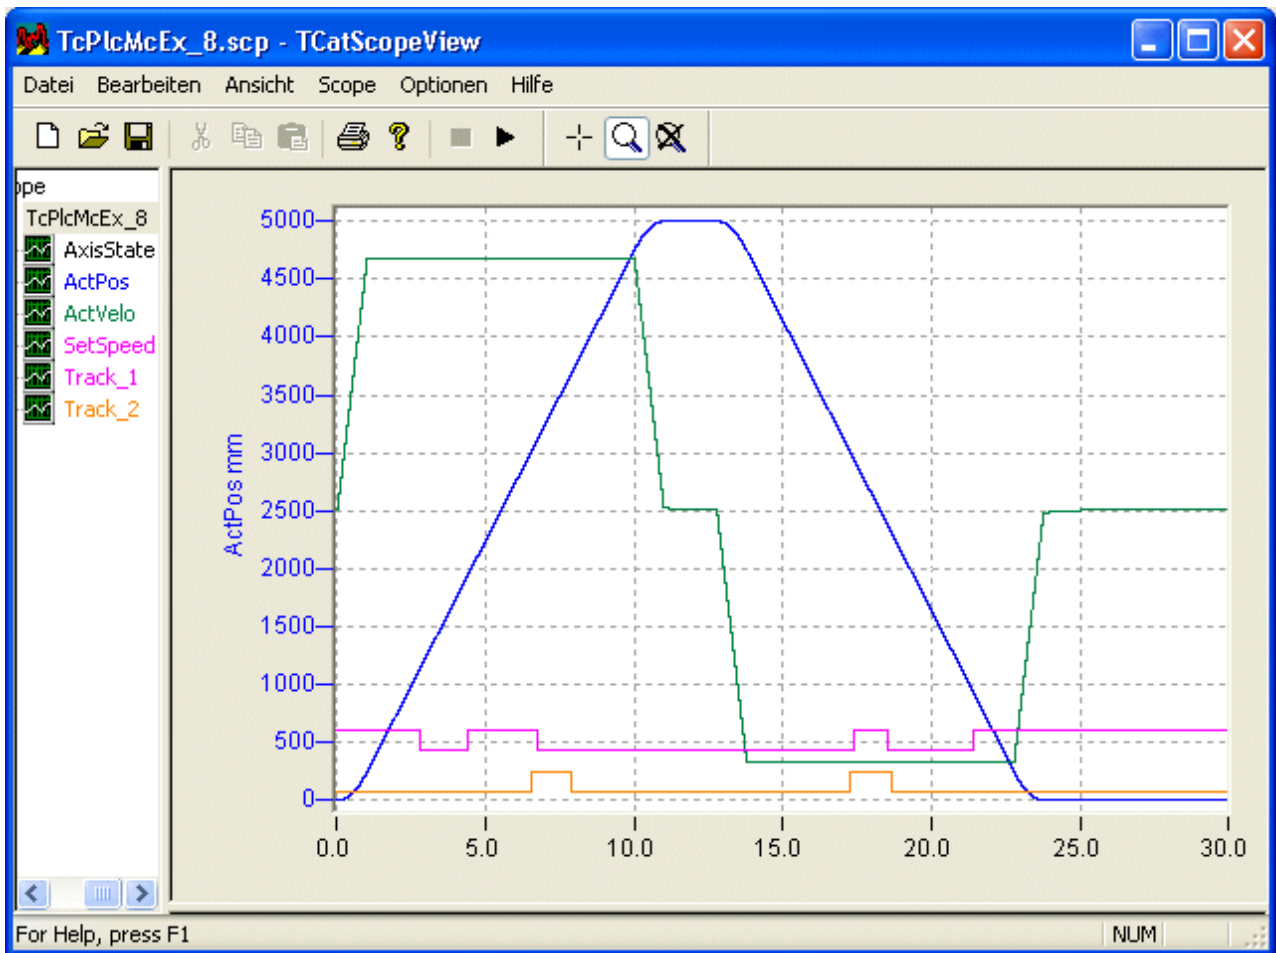 TcPlcMcEx_8.scp - TCatScopeView
Datei Bearbeiten Ansicht Scope Optionen Hilfe
ope
TcPlcMcEx_8
AxisState
ActPos
ActVelo
SetSpeed
Track_1
Track_2
ActPos mm
5000
4500
4000
3500
3000
2500
2000
1500
1000
500
0
0.0 5.0 10.0 15.0 20.0 25.0 30.0
For Help, press F1 NUM